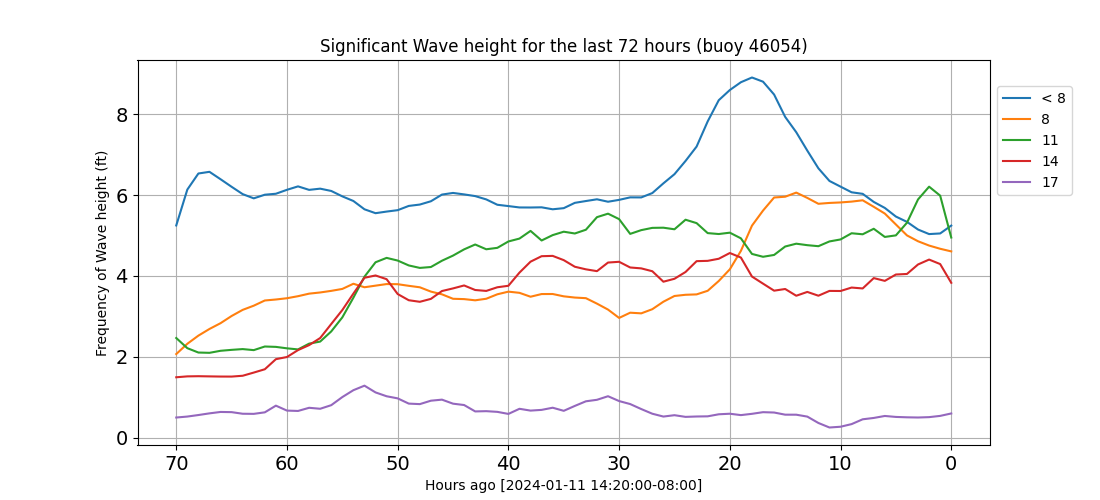 Significant Wave height for the last 72 hours (buoy 46054)
Frequency of Wave height (ft)
8
6
4
2
0
70 60 50 40 30 20 10 0
Hours ago [2024-01-11 14:20:00-08:00]
< 8
8
11
14
17